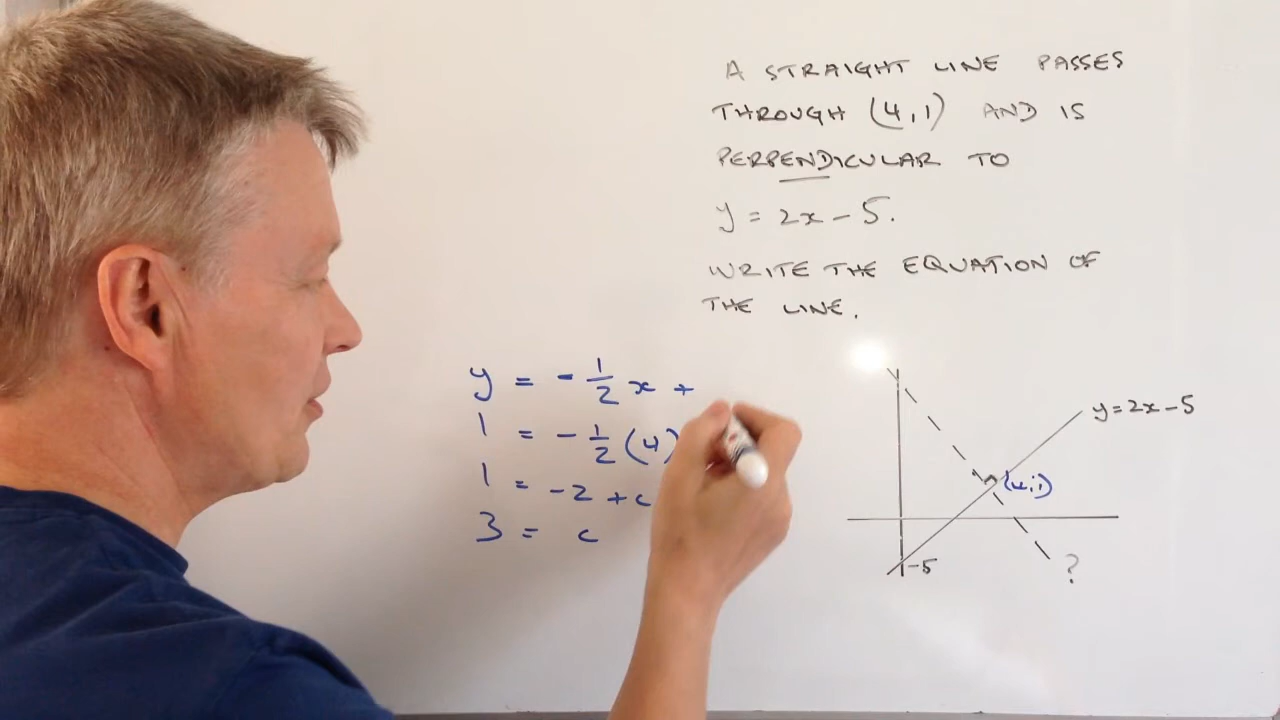 A STRAIGHT LINE PASSES
THROUGH (4,1) AND IS
PERPENDICULAR TO
y = 2x - 5.
WRITE THE EQUATION OF
THE LINE.
y = - 1/2 x +
1 = - 1/2 (4)
1 = -2 + c
3 = c
y = 2x - 5
(4,1)
-5
?